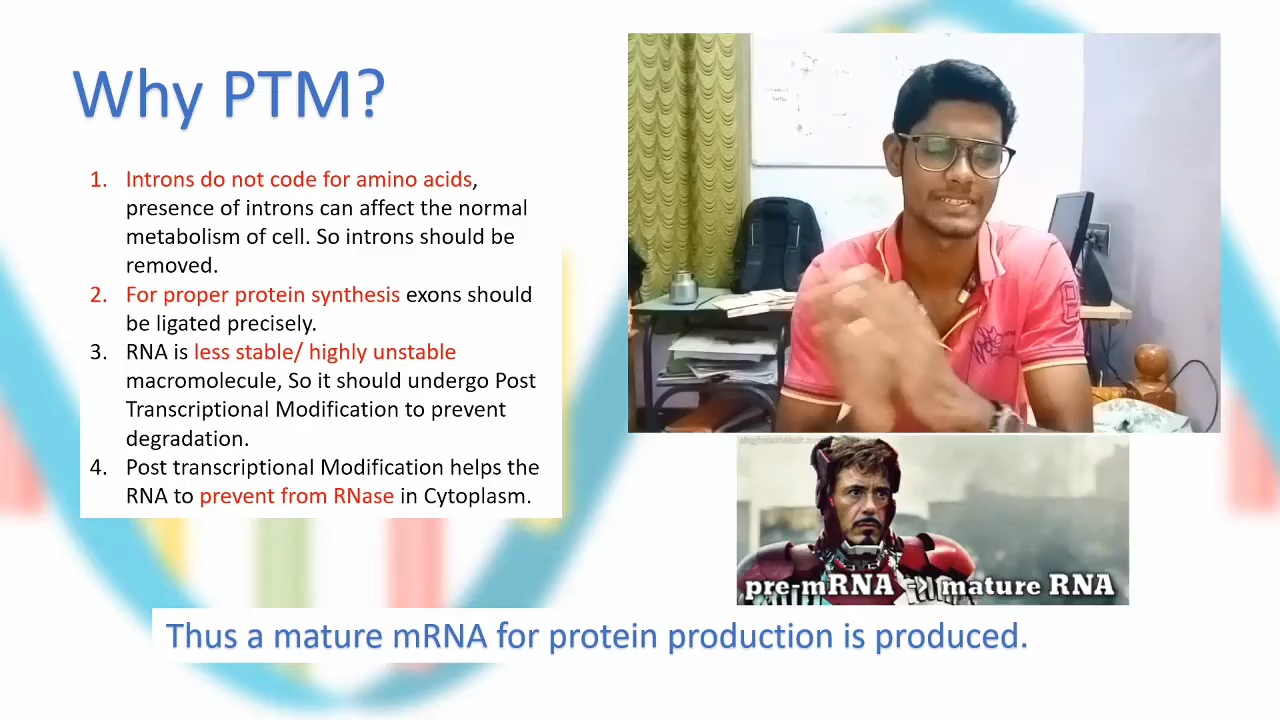 Why PTM?
1. Introns do not code for amino acids,
presence of introns can affect the normal
metabolism of cell. So introns should be
removed.
2. For proper protein synthesis exons should
be ligated precisely.
3. RNA is less stable/ highly unstable
macromolecule, So it should undergo Post
Transcriptional Modification to prevent
degradation.
4. Post transcriptional Modification helps the
RNA to prevent from RNase in Cytoplasm.
pre-mRNA -> mature RNA
Thus a mature mRNA for protein production is produced.